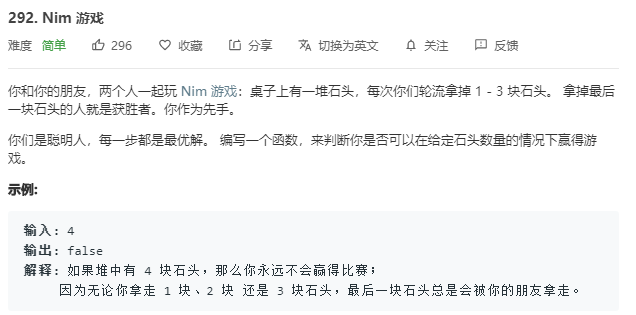 292. Nim 游戏
难度 简单 296 收藏 分享 切换为英文 关注 反馈
你和你的朋友，两个人一起玩 Nim 游戏：桌子上有一堆石头，每次你们轮流拿掉 1 - 3 块石头。 拿掉最后
一块石头的人就是获胜者。你作为先手。
你们是聪明人，每一步都是最优解。 编写一个函数，来判断你是否可以在给定石头数量的情况下赢得游
戏。
示例:
输入: 4
输出: false
解释: 如果堆中有 4 块石头，那么你永远不会赢得比赛；
因为无论你拿走 1 块、2 块 还是 3 块石头，最后一块石头总是会被你的朋友拿走。